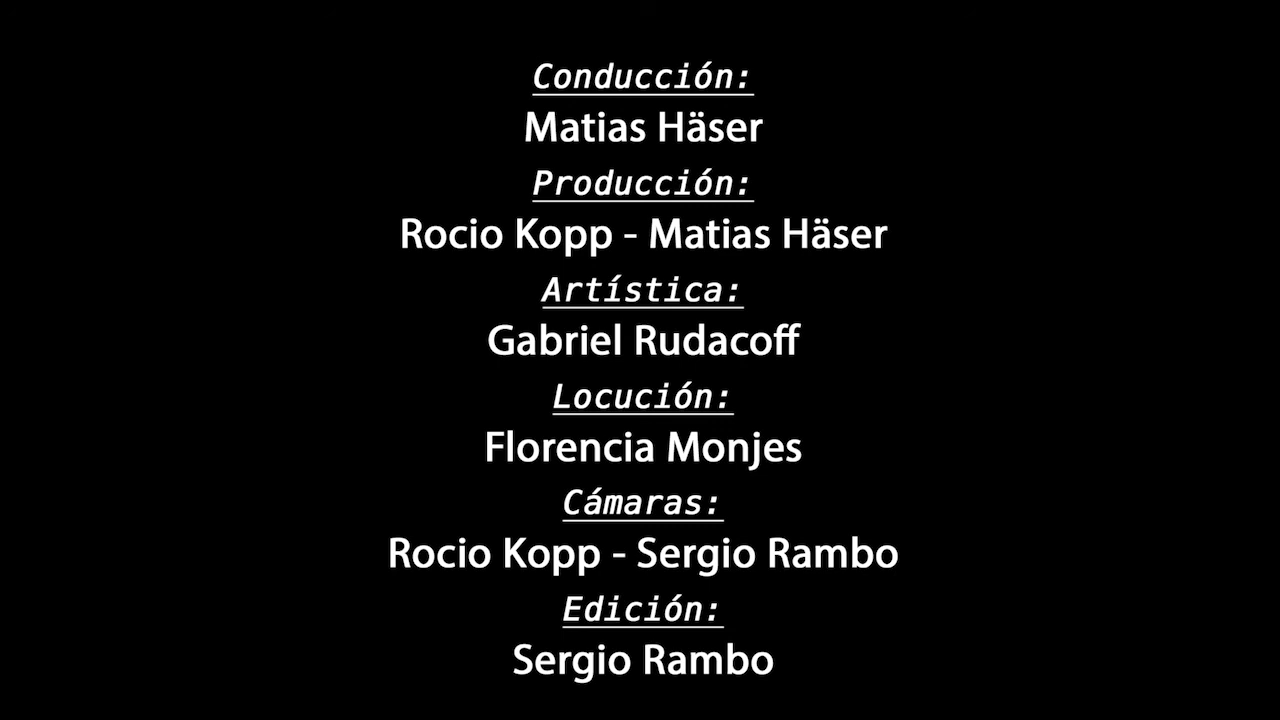 Conducción:
Matias Häser
Producción:
Rocio Kopp - Matias Häser
Artística:
Gabriel Rudacoff
Locución:
Florencia Monjes
Cámaras:
Rocio Kopp - Sergio Rambo
Edición:
Sergio Rambo